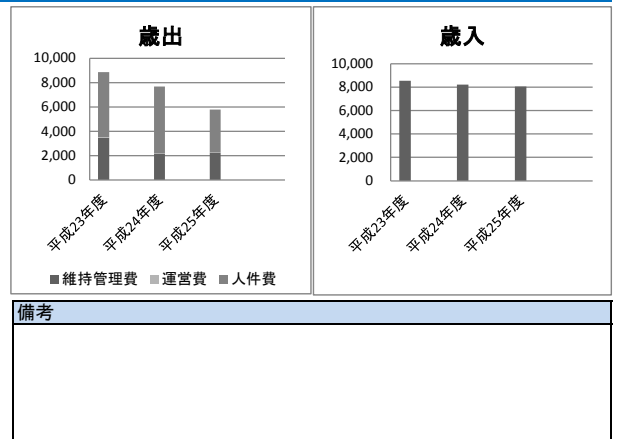 歳出
10,000
8,000
6,000
4,000
2,000
0
平成23年度
平成24年度
平成25年度
■維持管理費 ■運営費 ■人件費
歳入
10,000
8,000
6,000
4,000
2,000
0
平成23年度
平成24年度
平成25年度
備考